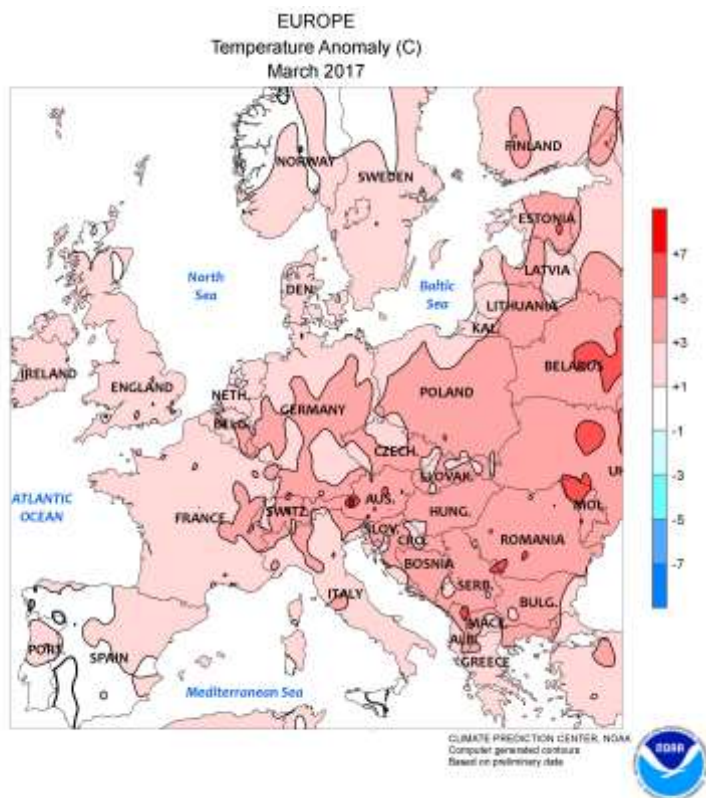 EUROPE
Temperature Anomaly (C)
March 2017
FINLAND
NORWAY
SWEDEN
ESTONIA
North
Sea
Baltic
Sea
LATVIA
DEN.
LITHUANIA
KAL.
IRELAND
ENGLAND
NETH.
BELARUS
POLAND
GERMANY
BELG.
CZECH.
SLOVAK.
UK
ATLANTIC
OCEAN
FRANCE
SWITZ.
AUS.
HUNG.
MOL.
SLOV.
CRO.
ROMANIA
BOSNIA
SERB.
ITALY
BULG.
MACE.
PORT.
SPAIN
ALB.
GREECE
Mediterranean Sea
+7
+5
+3
+1
-1
-3
-5
-7
CLIMATE PREDICTION CENTER, NOAA
Computer generated contours
Based on preliminary data
NOAA